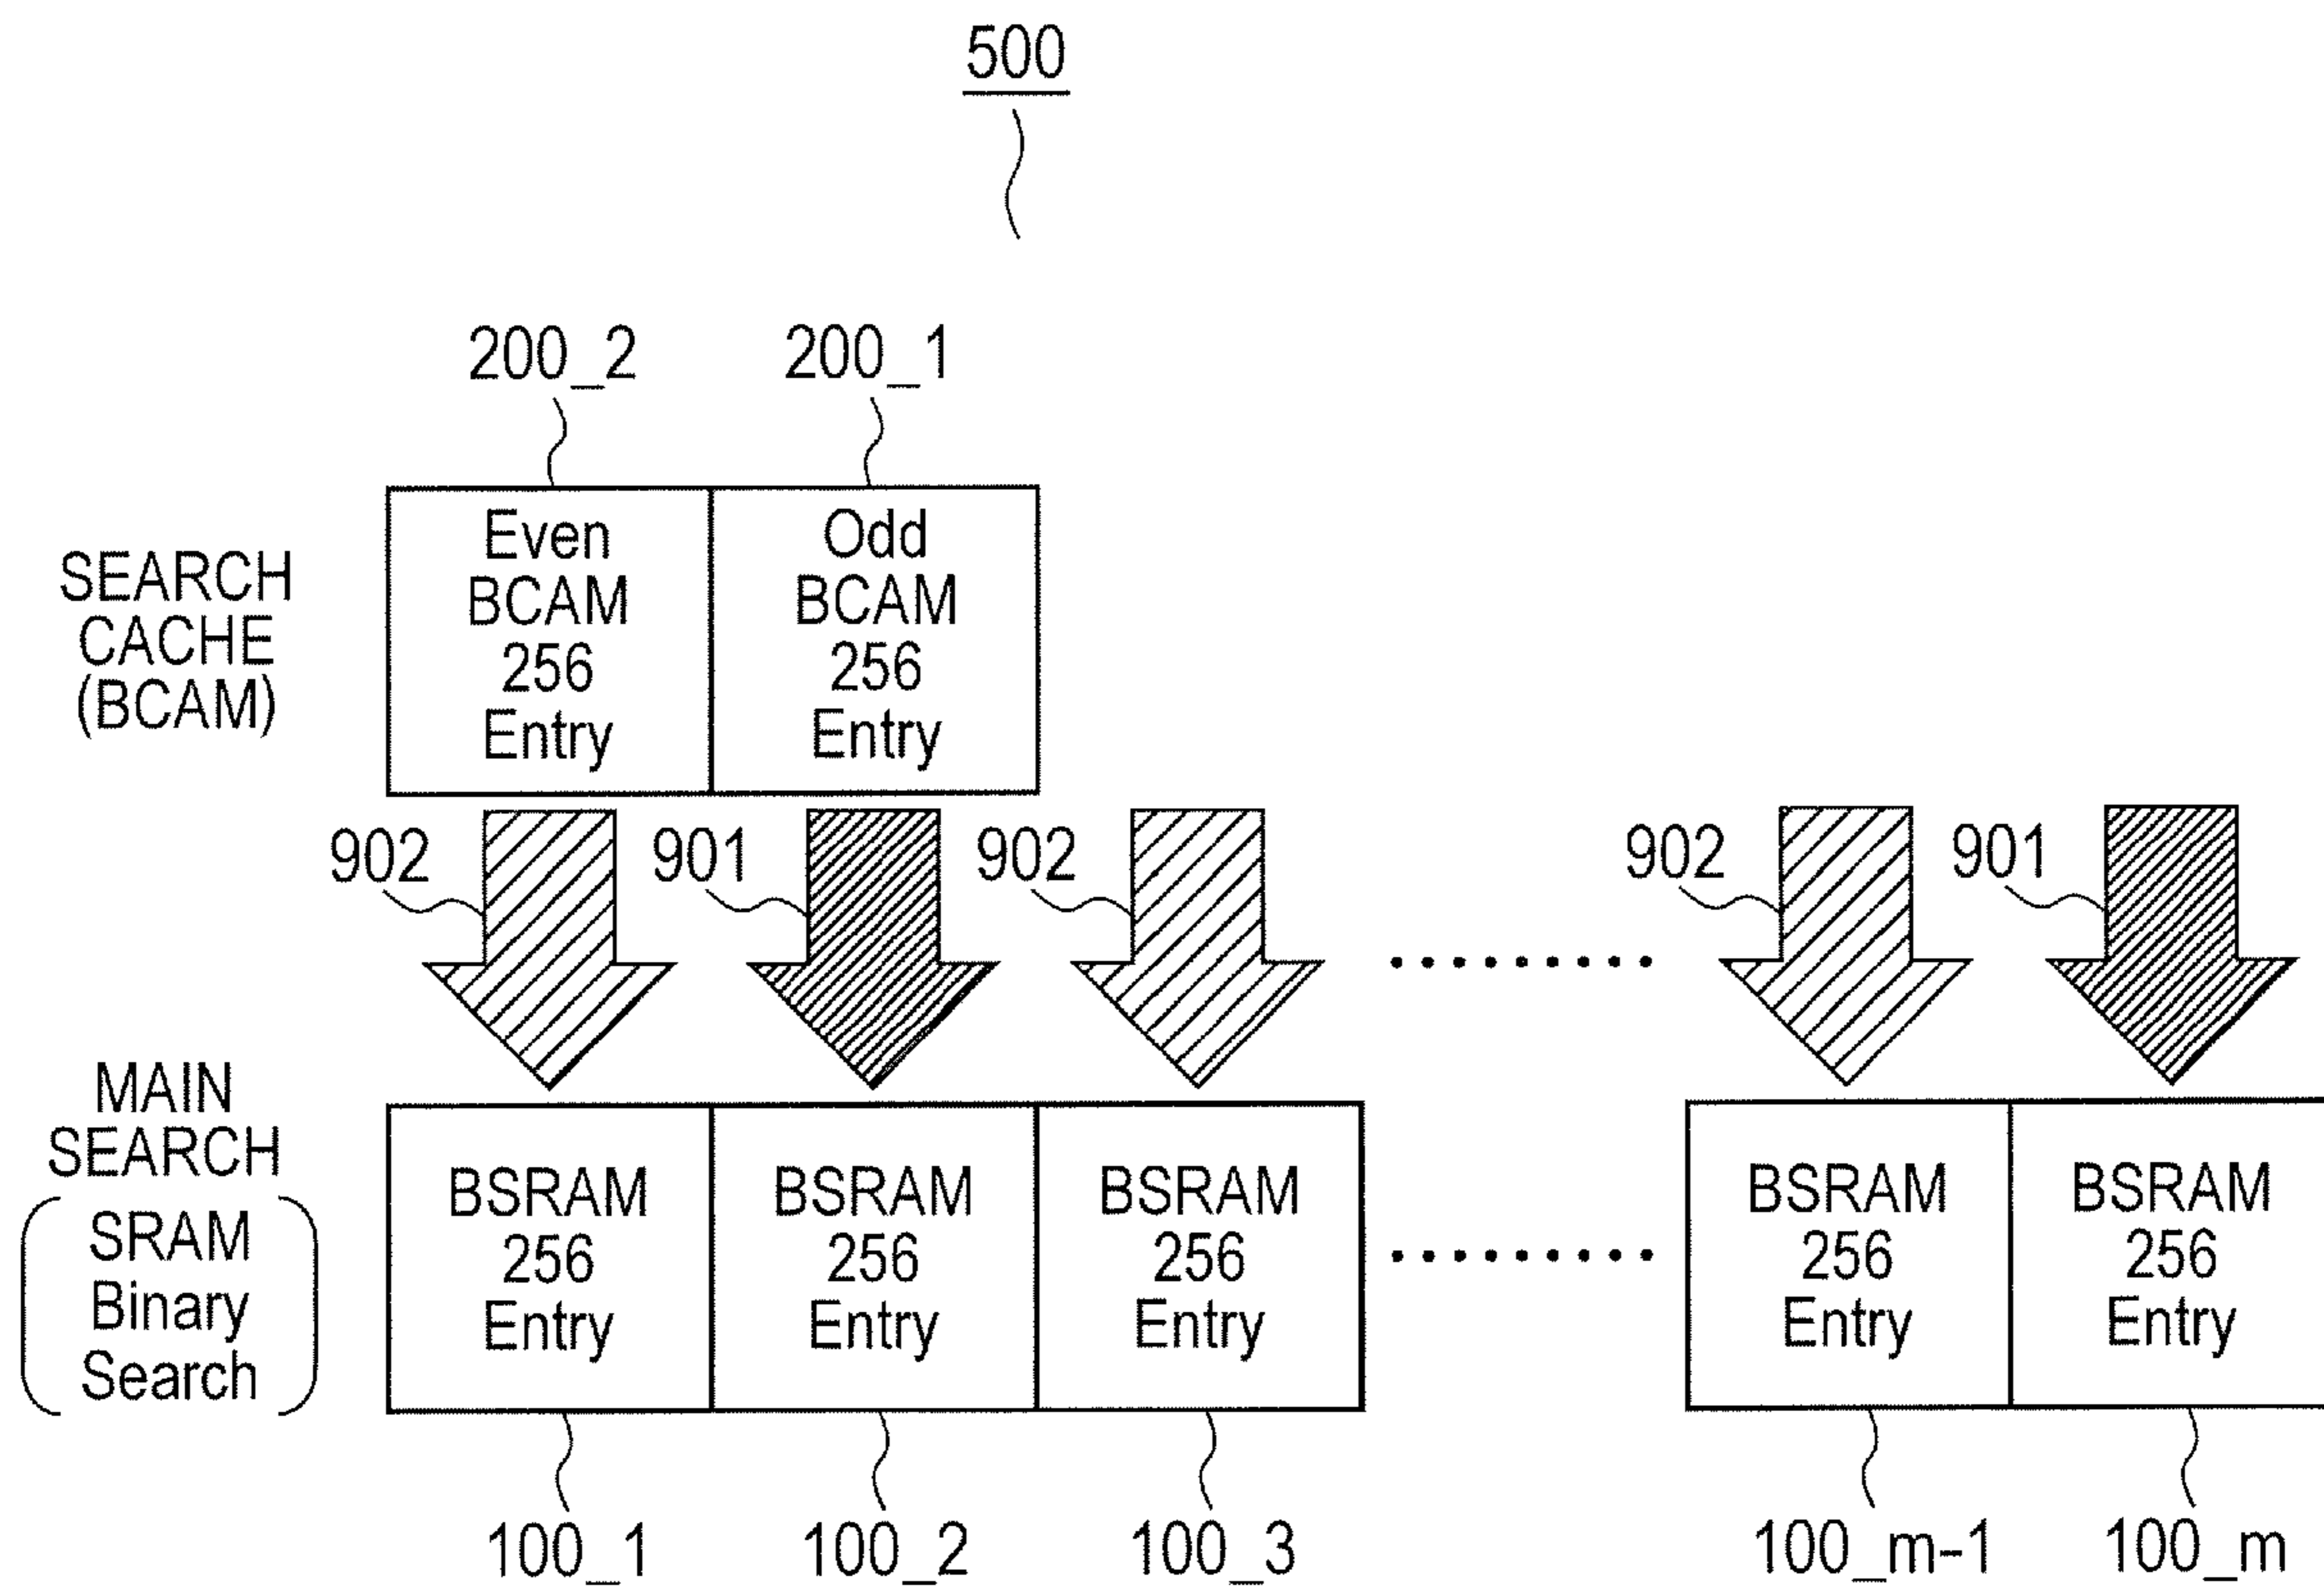 500
200_2
200_1
SEARCH
CACHE
(BCAM)
Even
BCAM
256
Entry
Odd
BCAM
256
Entry
902
901
902
902
901
MAIN
SEARCH
SRAM
Binary
Search
BSRAM
256
Entry
BSRAM
256
Entry
BSRAM
256
Entry
BSRAM
256
Entry
BSRAM
256
Entry
100_1
100_2
100_3
100_m-1
100_m